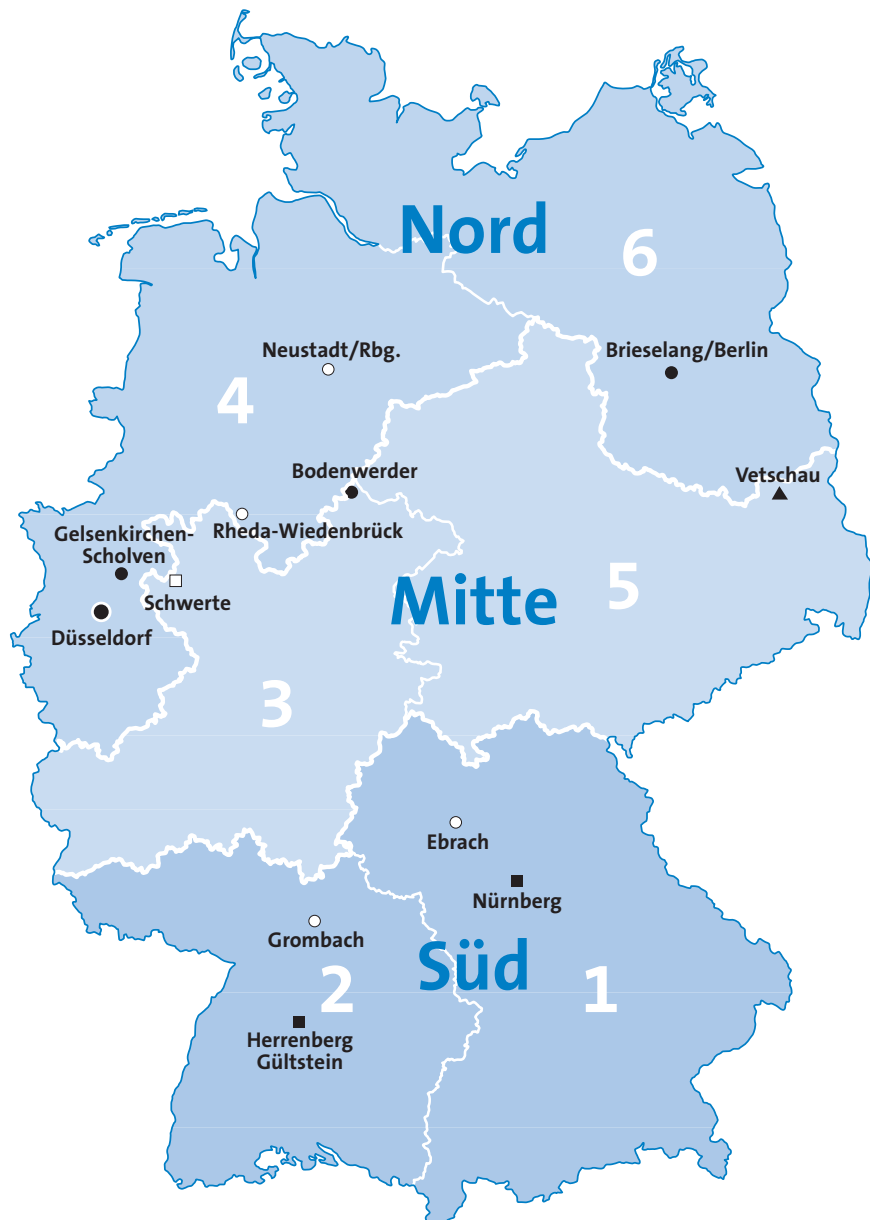 Nord
6
Neustadt/Rbg.
Brieselang/Berlin
4
Bodenwerder
Vetschau
Rheda-Wiedenbrück
Gelsenkirchen-
Scholven
Mitte
5
Schwerte
Düsseldorf
3
Ebrach
Nürnberg
Grombach
Süd
2
1
Herrenberg
Gültstein